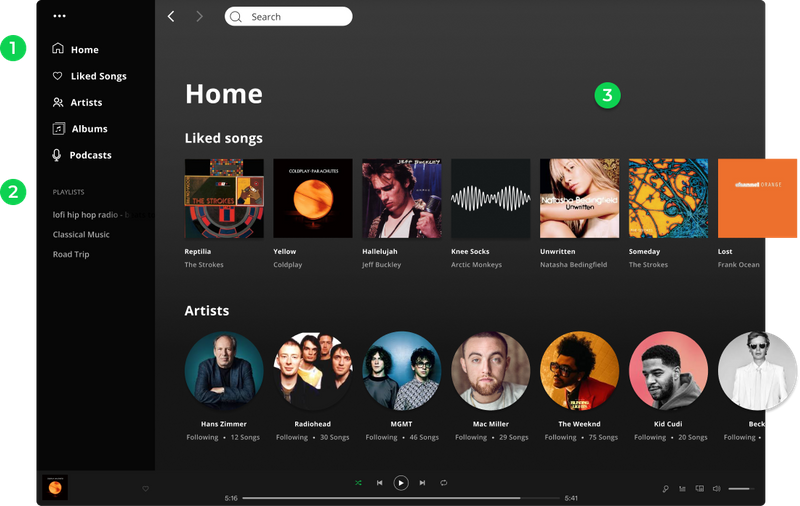 1
2
3
Search
Home
Liked Songs
Artists
Albums
Podcasts
PLAYLISTS
lofi hip hop radio - b
Classical Music
Road Trip
Home
Liked songs
THE STROKES
COLDPLAY·PARACHUTES
JEFF BUCKLEY
GRACE
Natasha Bedingfield
Unwritten
channel ORANGE
Reptilia
The Strokes
Yellow
Coldplay
Hallelujah
Jeff Buckley
Knee Socks
Arctic Monkeys
Unwritten
Natasha Bedingfield
Someday
The Strokes
Lost
Frank Ocean
Artists
Hans Zimmer
Following • 12 Songs
Radiohead
Following • 30 Songs
MGMT
Following • 46 Songs
Mac Miller
Following • 29 Songs
The Weeknd
Following • 75 Songs
Kid Cudi
Following • 20 Songs
Beck
Following •
5:16
5:41